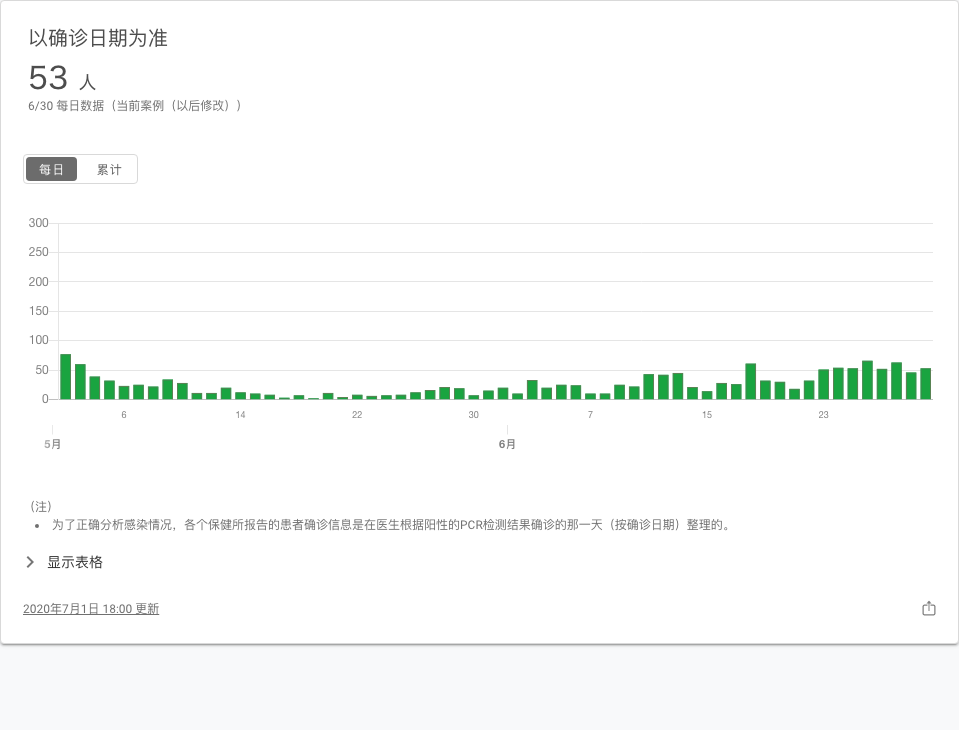 以确诊日期为准
53 人
6/30 每日数据（当前案例（以后修改））
每日 累计
300
250
200
150
100
50
0
6 14 22 30 7 15 23
5月 6月
（注）
• 为了正确分析感染情况，各个保健所报告的患者确诊信息是在医生根据阳性的PCR检测结果确诊的那一天（按确诊日期）整理的。
显示表格
2020年7月1日 18:00 更新